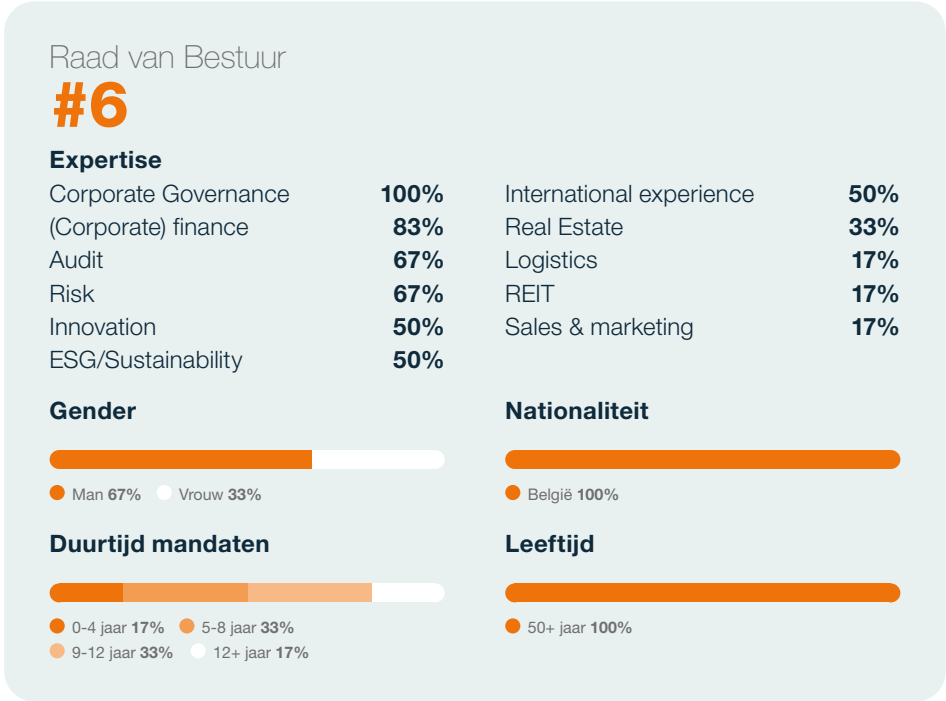 Raad van Bestuur
#6
Expertise
Corporate Governance 100%
(Corporate) finance 83%
Audit 67%
Risk 67%
Innovation 50%
ESG/Sustainability 50%
International experience 50%
Real Estate 33%
Logistics 17%
REIT 17%
Sales & marketing 17%
Gender
Man 67% Vrouw 33%
Nationaliteit
België 100%
Duurtijd mandaten
0-4 jaar 17% 5-8 jaar 33%
9-12 jaar 33% 12+ jaar 17%
Leeftijd
50+ jaar 100%